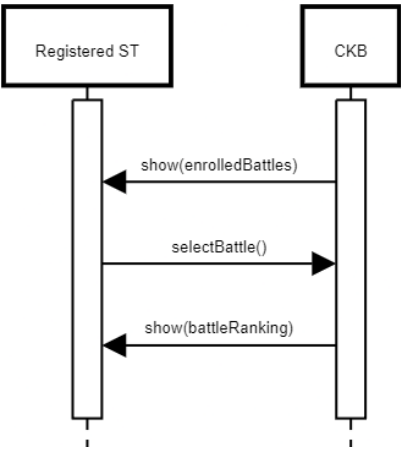 Registered ST
CKB
show(enrolledBattles)
selectBattle()
show(battleRanking)